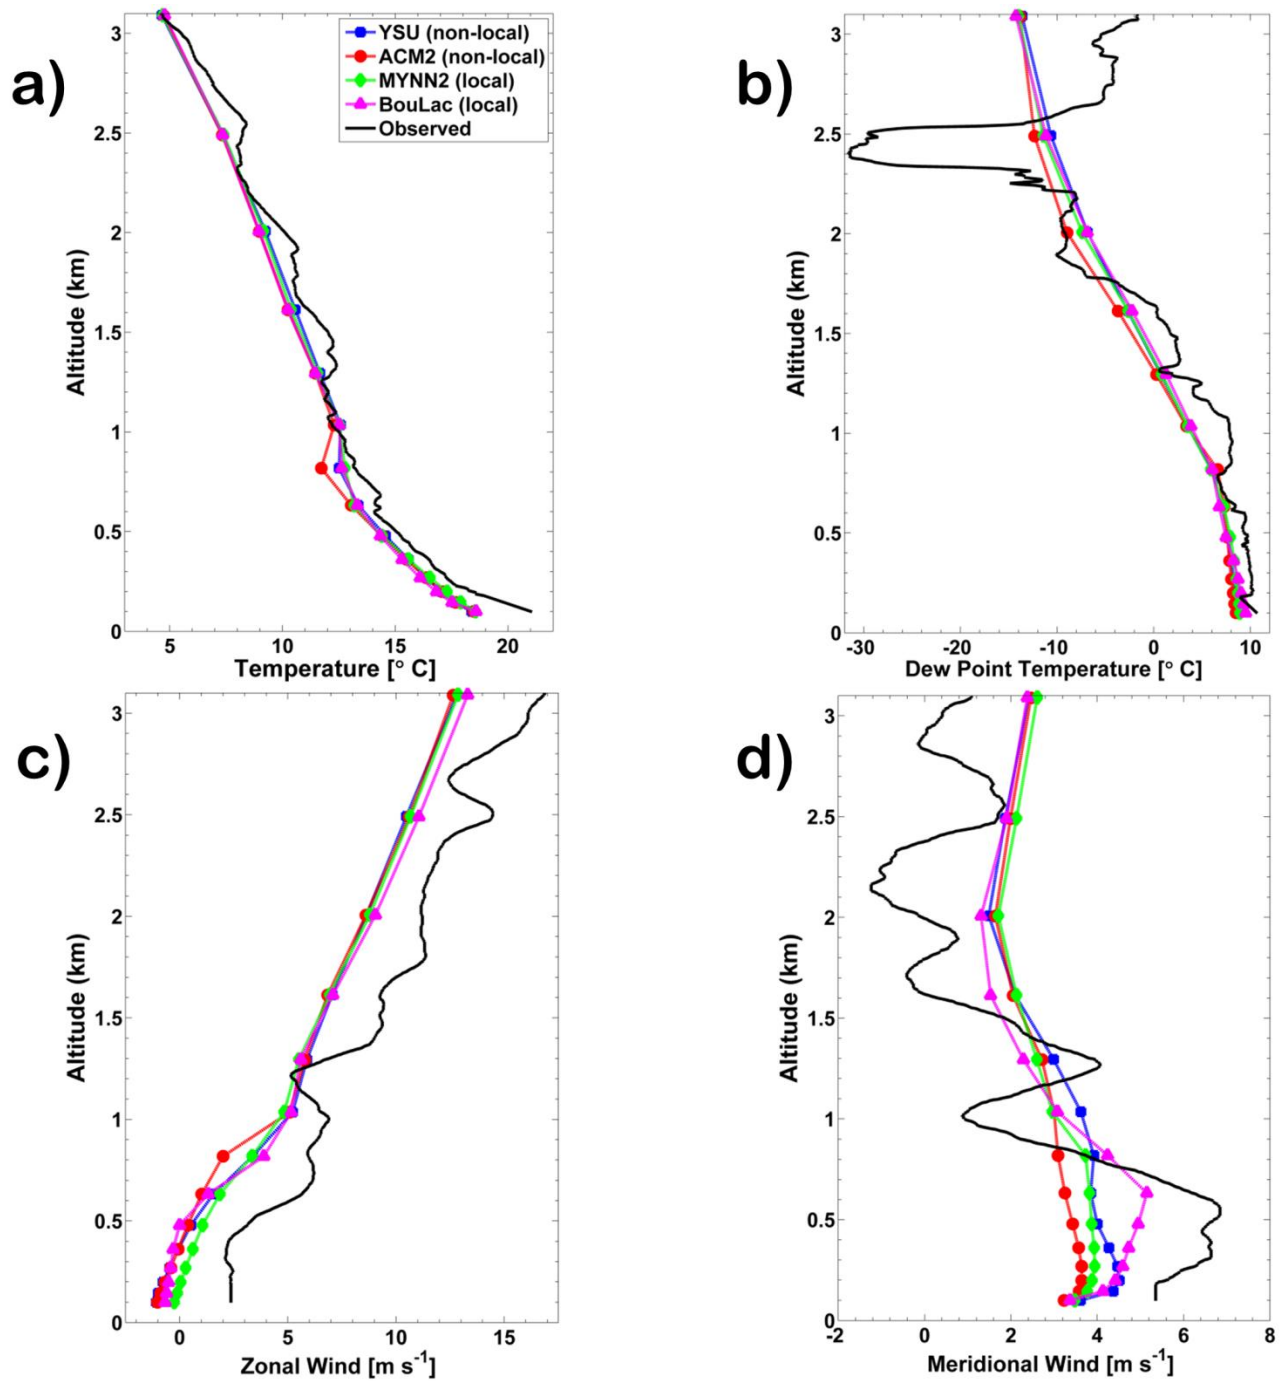 a)
3
2.5
2
1.5
1
0.5
0
Altitude (km)
5
10
15
20
Temperature [° C]
YSU (non-local)
ACM2 (non-local)
MYNN2 (local)
BouLac (local)
Observed
b)
3
2.5
2
1.5
1
0.5
0
Altitude (km)
-30
-20
-10
0
10
Dew Point Temperature [° C]
c)
3
2.5
2
1.5
1
0.5
0
Altitude (km)
0
5
10
15
Zonal Wind [m s⁻¹]
d)
3
2.5
2
1.5
1
0.5
0
Altitude (km)
-2
0
2
4
6
8
Meridional Wind [m s⁻¹]